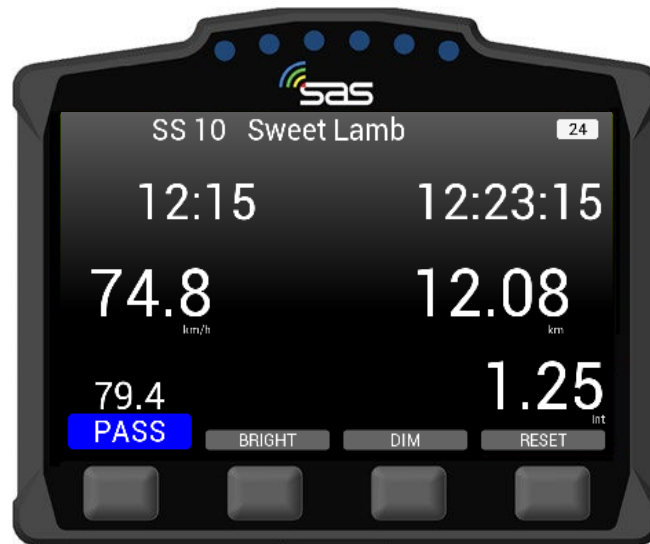 sas
SS 10 Sweet Lamb 24
12:15 12:23:15
74.8 12.08
km/h km
79.4 1.25
Int
PASS BRIGHT DIM RESET